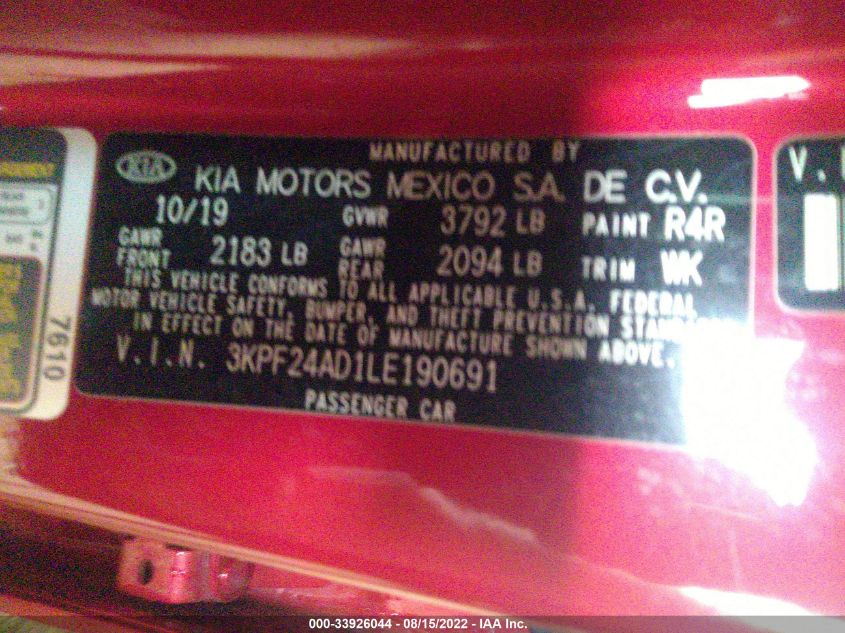 MANUFACTURED BY
KIA KIA MOTORS MEXICO S.A. DE C.V.
10/19 GVWR 3792 LB PAINT R4R
GAWR FRONT 2183 LB GAWR REAR 2094 LB TRIM WK
THIS VEHICLE CONFORMS TO ALL APPLICABLE U.S.A. FEDERAL
MOTOR VEHICLE SAFETY, BUMPER, AND THEFT PREVENTION
IN EFFECT ON THE DATE OF MANUFACTURE SHOWN ABOVE.
V.I.N. 3KPF24AD1LE190691
PASSENGER CAR
7610
V.
000-33926044 - 08/15/2022 - IAA Inc.